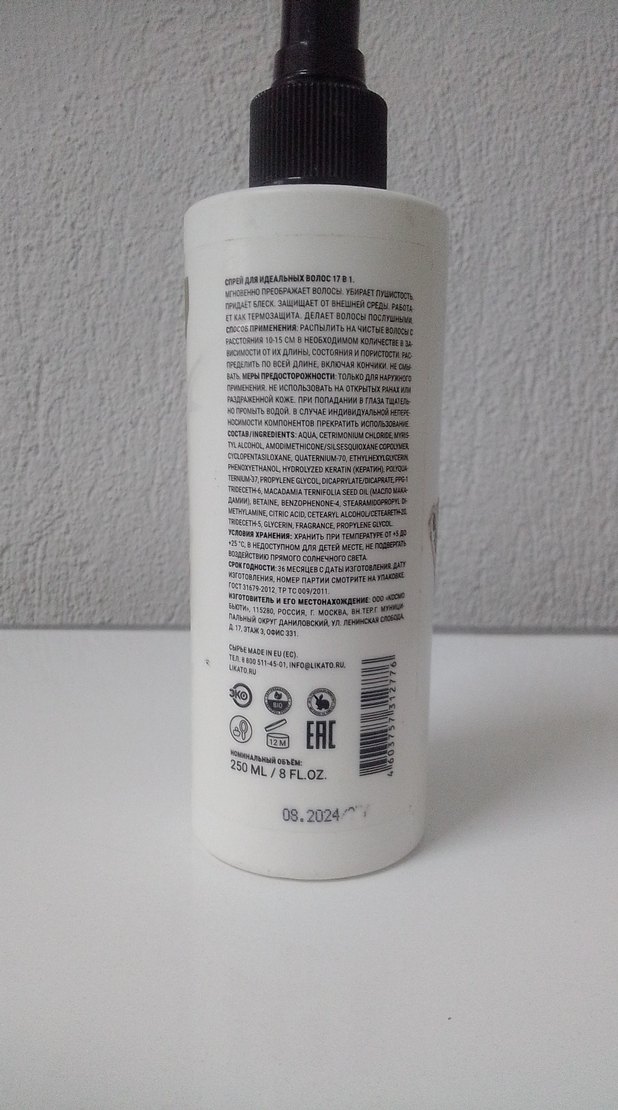 СПРЕЙ ДЛЯ ИДЕАЛЬНЫХ ВОЛОС 17 В 1.
МГНОВЕННО ПРЕОБРАЖАЕТ ВОЛОСЫ. УБИРАЕТ ПУШИСТОСТЬ,
ПРИДАЁТ БЛЕСК. ЗАЩИЩАЕТ ОТ ВНЕШНЕЙ СРЕДЫ. РАБОТА-
ЕТ КАК ТЕРМОЗАЩИТА. ДЕЛАЕТ ВОЛОСЫ ПОСЛУШНЫМИ.
СПОСОБ ПРИМЕНЕНИЯ: РАСПЫЛИТЬ НА ЧИСТЫЕ ВОЛОСЫ С
РАССТОЯНИЯ 10-15 СМ В НЕОБХОДИМОМ КОЛИЧЕСТВЕ В ЗА-
ВИСИМОСТИ ОТ ИХ ДЛИНЫ, СОСТОЯНИЯ И ПОРИСТОСТИ. РАС-
ПРЕДЕЛИТЬ ПО ВСЕЙ ДЛИНЕ, ВКЛЮЧАЯ КОНЧИКИ. НЕ СМЫ-
ВАТЬ. МЕРЫ ПРЕДОСТОРОЖНОСТИ: ТОЛЬКО ДЛЯ НАРУЖНОГО
ПРИМЕНЕНИЯ. НЕ ИСПОЛЬЗОВАТЬ НА ОТКРЫТЫХ РАНАХ ИЛИ
РАЗДРАЖЕННОЙ КОЖЕ. ПРИ ПОПАДАНИИ В ГЛАЗА ТЩАТЕЛЬ-
НО ПРОМЫТЬ ВОДОЙ. В СЛУЧАЕ ИНДИВИДУАЛЬНОЙ НЕПЕРЕ-
НОСИМОСТИ КОМПОНЕНТОВ ПРЕКРАТИТЬ ИСПОЛЬЗОВАНИЕ.
СОСТАВ/INGREDIENTS: AQUA, CETRIMONIUM CHLORIDE, MYRIS-
TYL ALCOHOL, AMODIMETHICONE/SILSESQUIOXANE COPOLYMER,
CYCLOPENTASILOXANE, QUATERNIUM-70, ETHYLHEXYLGLYCERIN,
PHENOXYETHANOL, HYDROLYZED KERATIN (КЕРАТИН), POLYQUA-
TERNIUM-37, PROPYLENE GLYCOL, DICAPRYLATE/DICAPRATE, PPG-1
TRIDECETH-6, MACADAMIA TERNIFOLIA SEED OIL (МАСЛО МАКА-
ДАМИИ), BETAINE, BENZOPHENONE-4, STEARAMIDOPROPYL DI-
METHYLAMINE, CITRIC ACID, CETEARYL ALCOHOL/CETEARETH-20,
TRIDECETH-5, GLYCERIN, FRAGRANCE, PROPYLENE GLYCOL.
УСЛОВИЯ ХРАНЕНИЯ: ХРАНИТЬ ПРИ ТЕМПЕРАТУРЕ ОТ +5 ДО
+25 °C, В НЕДОСТУПНОМ ДЛЯ ДЕТЕЙ МЕСТЕ, НЕ ПОДВЕРГАТЬ
ВОЗДЕЙСТВИЮ ПРЯМОГО СОЛНЕЧНОГО СВЕТА.
СРОК ГОДНОСТИ: 36 МЕСЯЦЕВ С ДАТЫ ИЗГОТОВЛЕНИЯ. ДАТУ
ИЗГОТОВЛЕНИЯ, НОМЕР ПАРТИИ СМОТРИТЕ НА УПАКОВКЕ.
ГОСТ 31679-2012. ТР ТС 009/2011.
ИЗГОТОВИТЕЛЬ И ЕГО МЕСТОНАХОЖДЕНИЕ: ООО «КОСМО
БЬЮТИ», 115280, РОССИЯ, Г. МОСКВА, ВН.ТЕР.Г МУНИЦИ-
ПАЛЬНЫЙ ОКРУГ ДАНИЛОВСКИЙ, УЛ. ЛЕНИНСКАЯ СЛОБОДА,
Д. 17, ЭТАЖ 3, ОФИС 331.
СЫРЬЕ MADE IN EU (ЕС).
ТЕЛ. 8 800 511-45-01, INFO@LIKATO.RU,
LIKATO.RU
ЭКО
BIO
12 M
EAC
4603757312776
НОМИНАЛЬНЫЙ ОБЪЁМ:
250 ML / 8 FL.OZ.
08.2024/